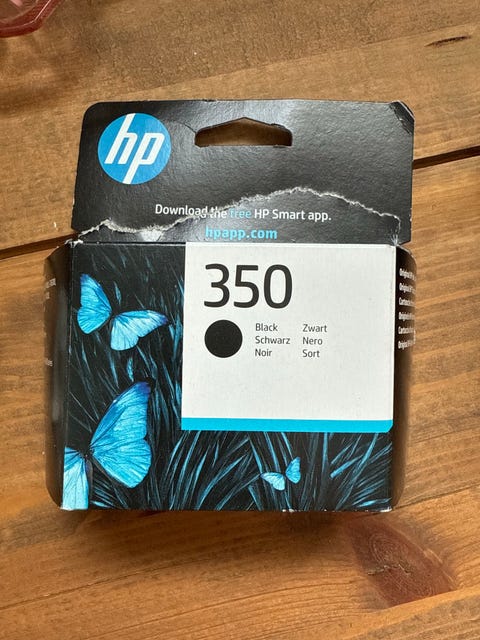 hp
Download the free HP Smart app.
hpapp.com
350
Black Zwart
Schwarz Nero
Noir Sort